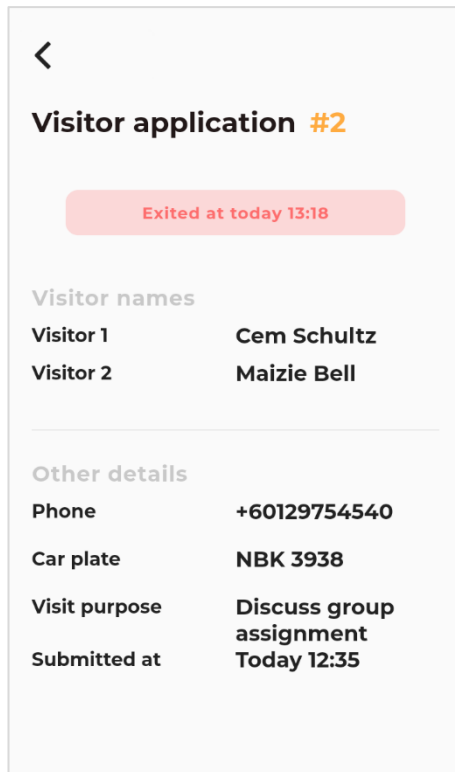 Visitor application #2
Exited at today 13:18
Visitor names
Visitor 1 Cem Schultz
Visitor 2 Maizie Bell
Other details
Phone +60129754540
Car plate NBK 3938
Visit purpose Discuss group
assignment
Submitted at Today 12:35